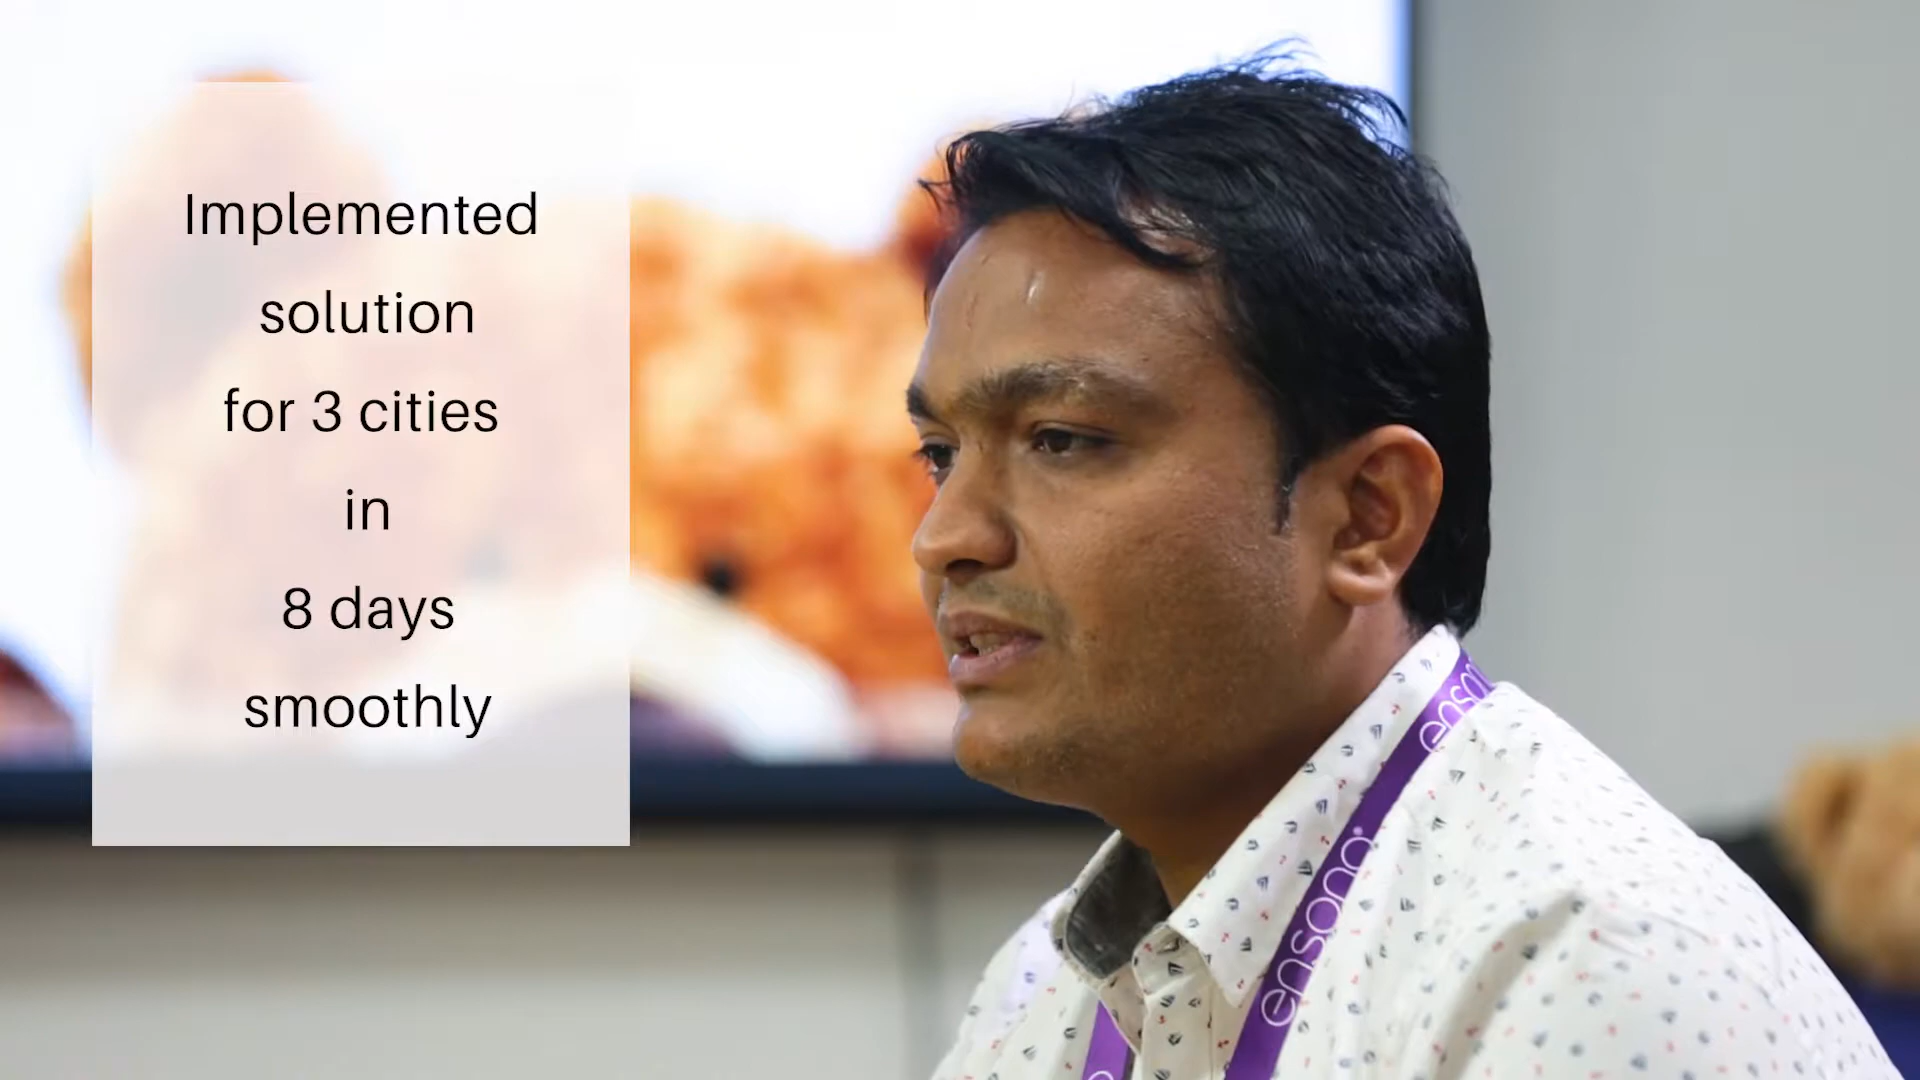 Implemented
solution
for 3 cities
in
8 days
smoothly
ensono
ensono